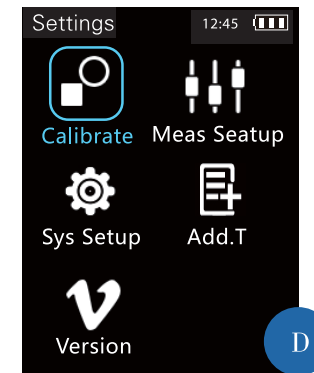 Settings 12:45
Calibrate Meas Seatup
Sys Setup Add.T
Version
D